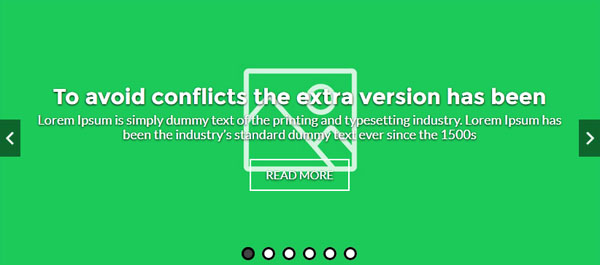 To avoid conflicts the extra version has been
Lorem Ipsum is simply dummy text of the printing and typesetting industry. Lorem Ipsum has
been the industry's standard dummy text ever since the 1500s
READ MORE